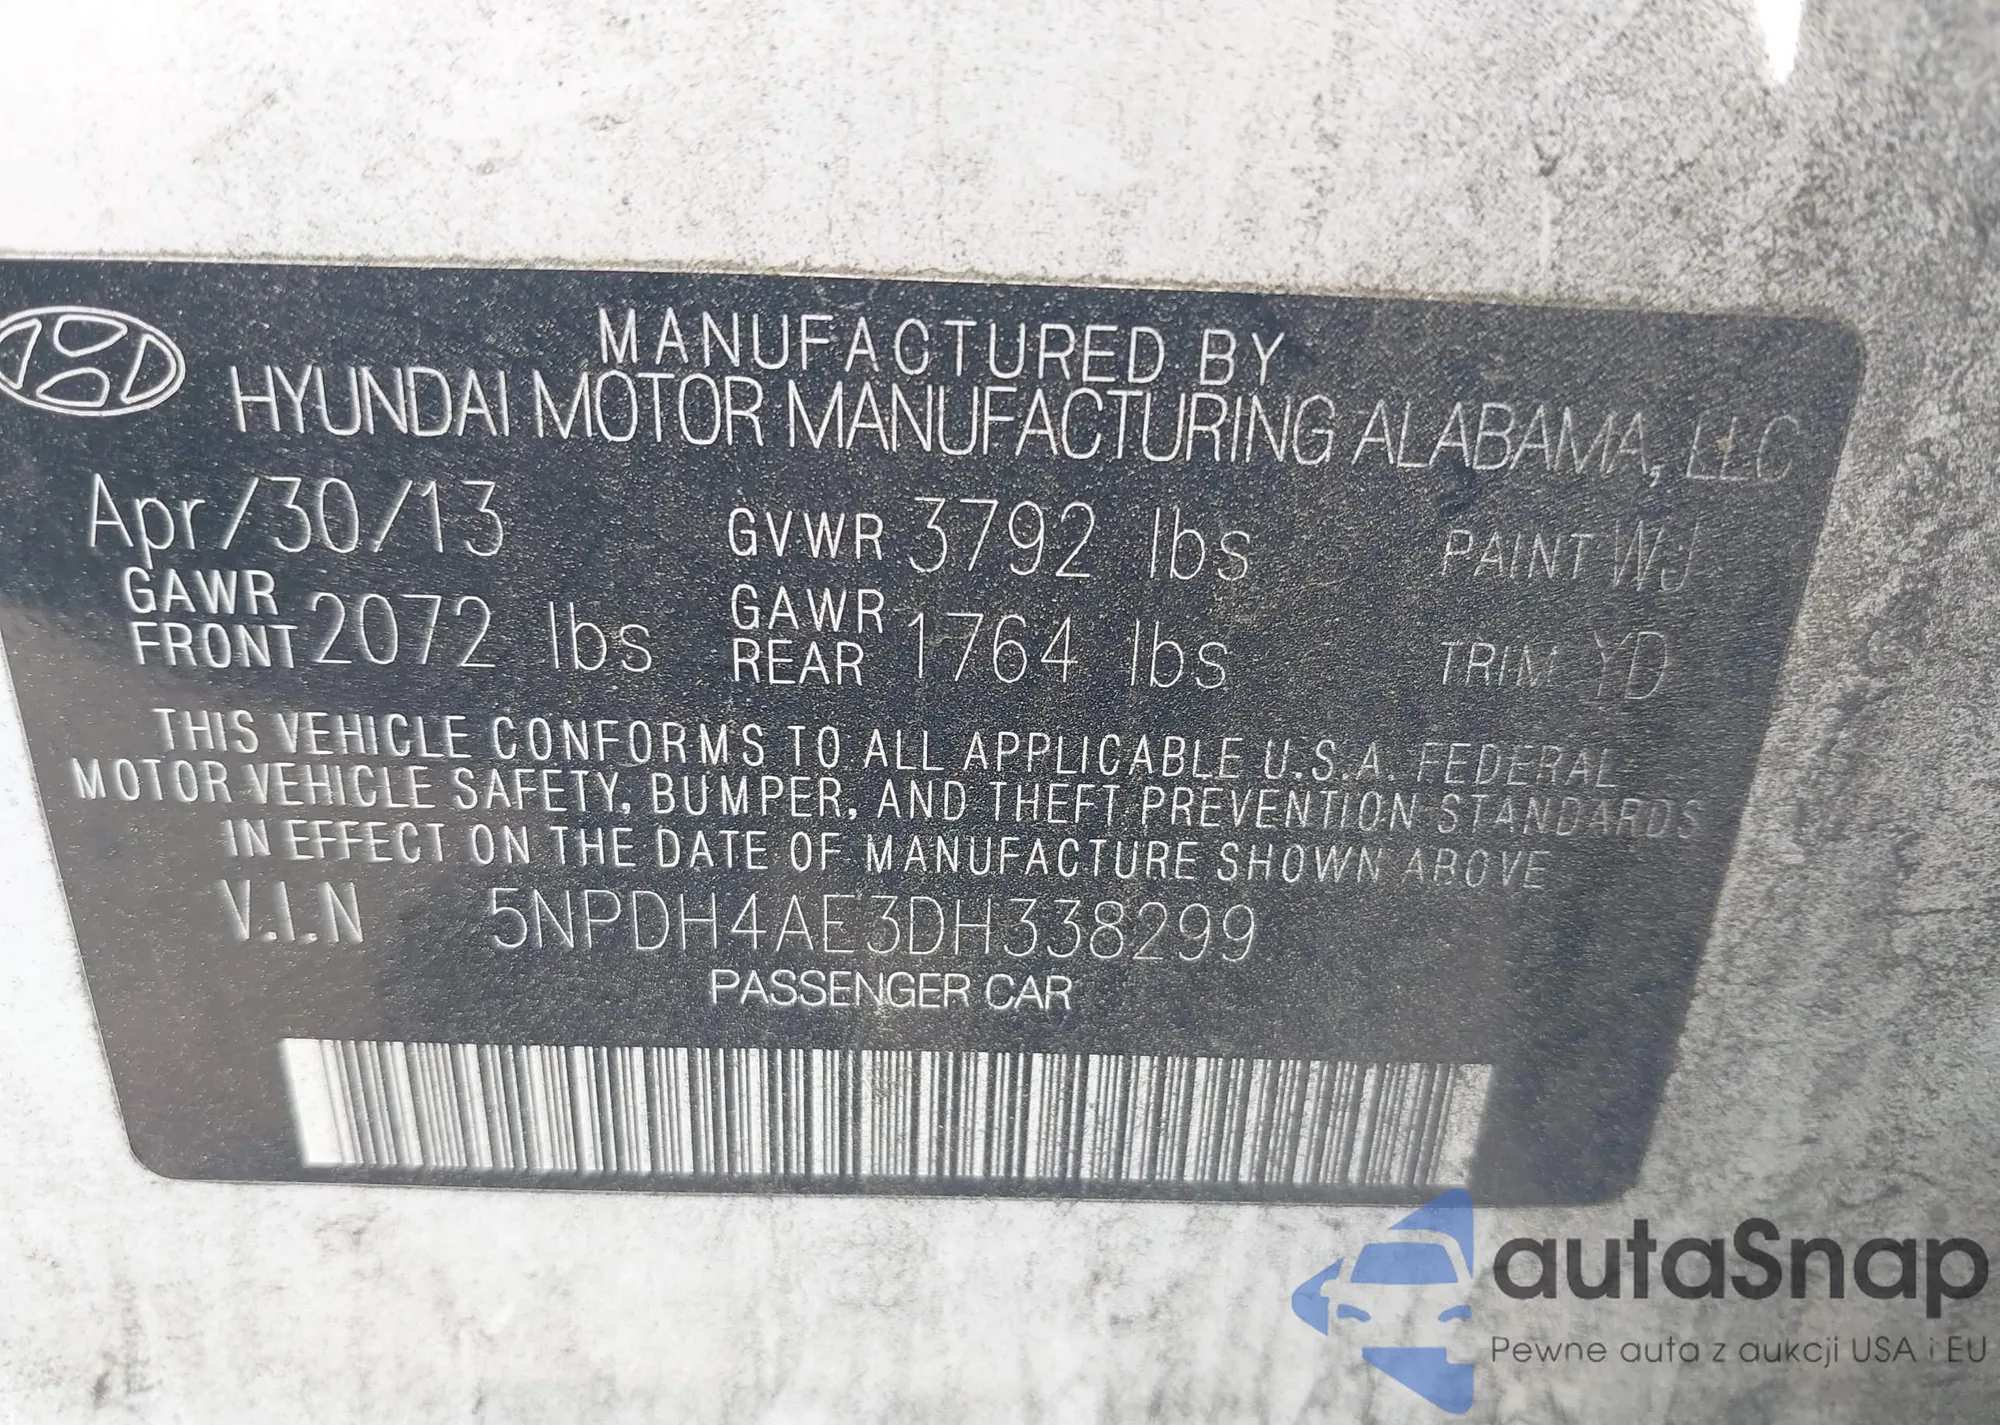 MANUFACTURED BY
HYUNDAI MOTOR MANUFACTURING ALABAMA, LLC
Apr/30/13 GVWR 3792 lbs PAINT WJ
GAWR FRONT 2072 lbs GAWR REAR 1764 lbs TRIM YD
THIS VEHICLE CONFORMS TO ALL APPLICABLE U.S.A. FEDERAL
MOTOR VEHICLE SAFETY, BUMPER, AND THEFT PREVENTION STANDARDS
IN EFFECT ON THE DATE OF MANUFACTURE SHOWN ABOVE
V.I.N 5NPDH4AE3DH338299
PASSENGER CAR
autaSnap
Pewne auta z aukcji USA i EU